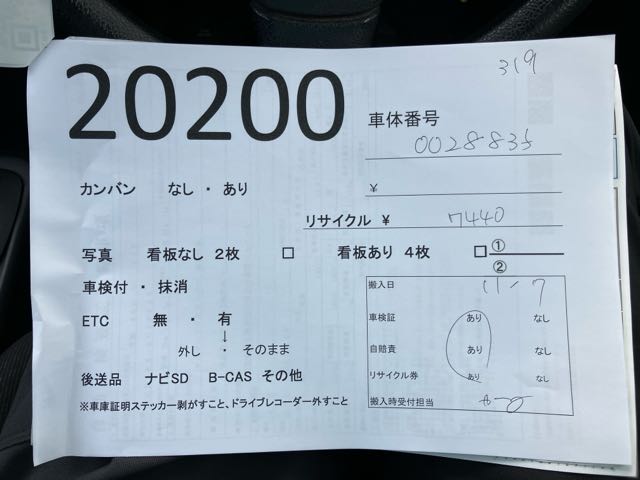 20200
319
車体番号
0028835
カンバン なし ・ あり ¥
リサイクル ¥ 7440
写真 看板なし 2枚 □ 看板あり 4枚 □ ①
②
車検付 ・ 抹消
搬入日 11-7
ETC 無 ・ 有
車検証 あり なし
↓
外し ・ そのまま
自賠責 あり なし
後送品 ナビSD B-CAS その他
リサイクル券 あり なし
※車庫証明ステッカー剥がすこと、ドライブレコーダー外すこと
搬入時受付担当